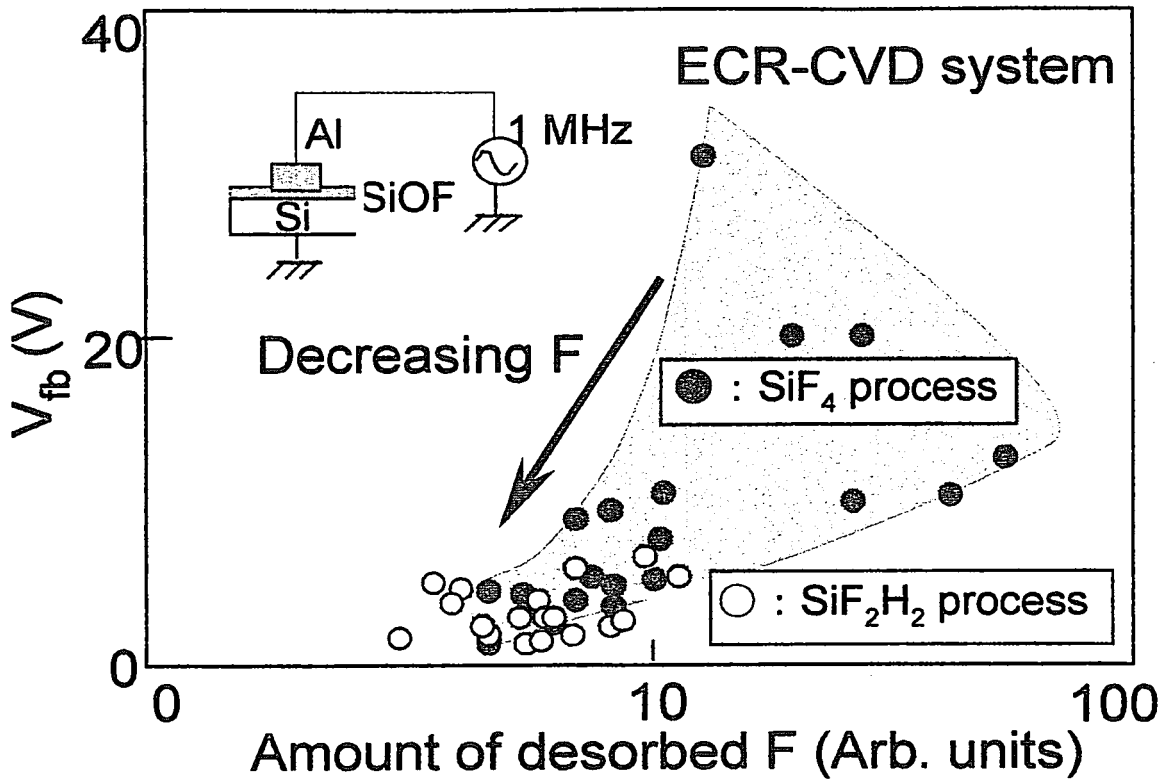 40
ECR-CVD system
Al
1 MHz
SiOF
Si
V_fb (V)
20
Decreasing F
: SiF₄ process
: SiF₂H₂ process
0
0
10
100
Amount of desorbed F (Arb. units)